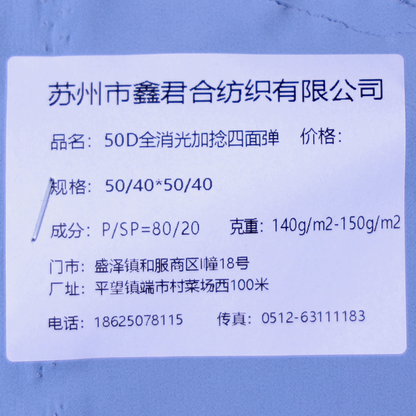 苏州市鑫君合纺织有限公司
品名：50D全消光加捻四面弹 价格：
规格：50/40*50/40
成分：P/SP=80/20 克重：140g/m2-150g/m2
门市：盛泽镇和服商区I幢18号
厂址：平望镇端市村菜场西100米
电话：18625078115 传真：0512-63111183